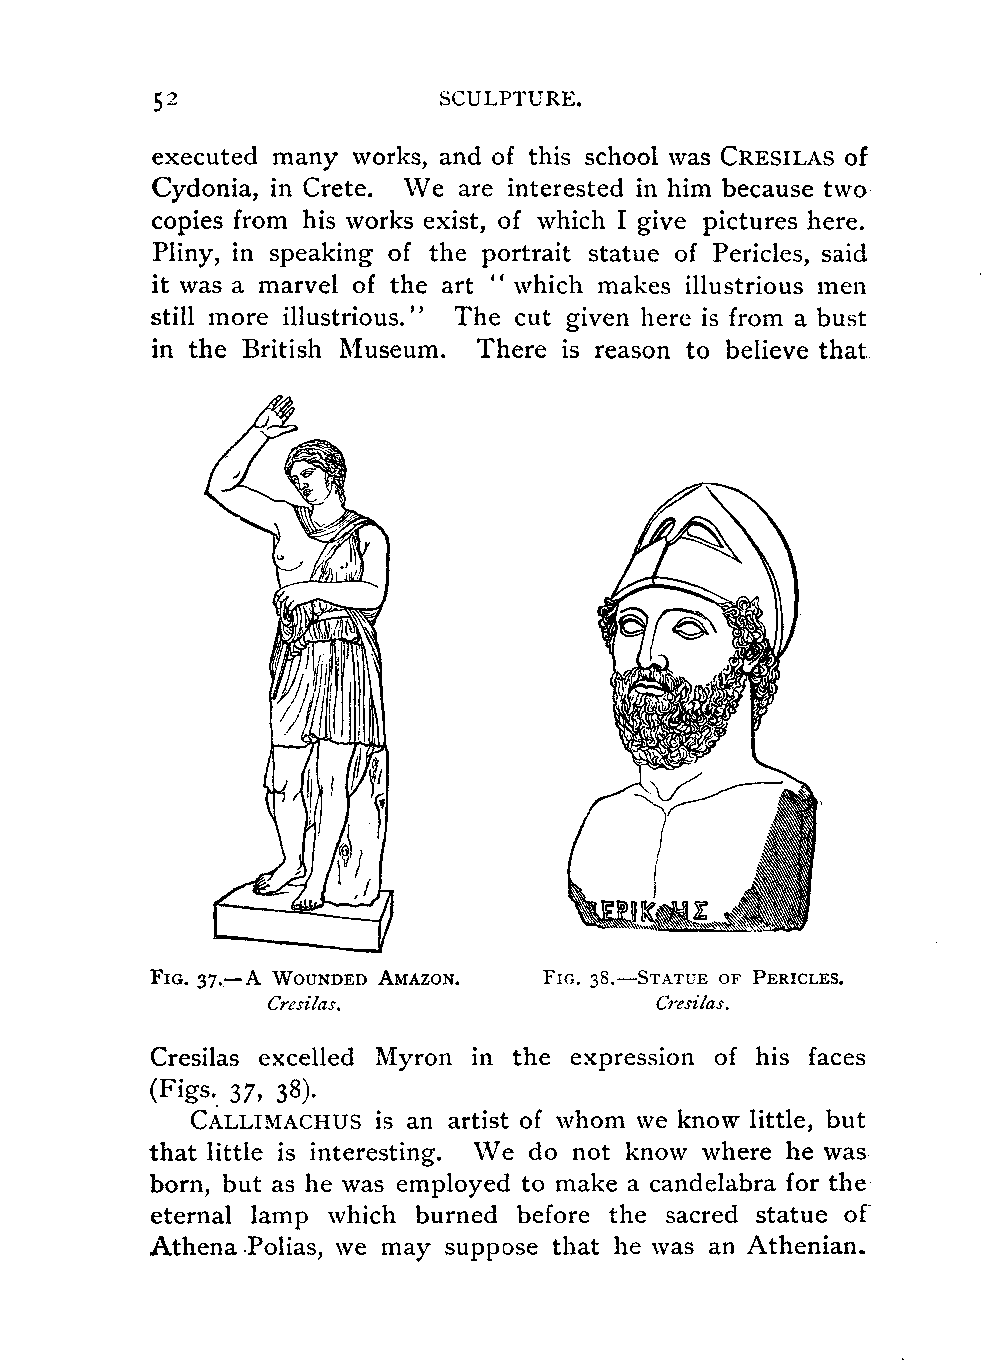 52 SCULPTURE.
executed many works, and of this school was CRESILAS of
Cydonia, in Crete. We are interested in him because two
copies from his works exist, of which I give pictures here.
Pliny, in speaking of the portrait statue of Pericles, said
it was a marvel of the art "which makes illustrious men
still more illustrious." The cut given here is from a bust
in the British Museum. There is reason to believe that
ΕΡΙΚ
Σ
FIG. 37.—A WOUNDED AMAZON.
Cresilas.
FIG. 38.—STATUE OF PERICLES.
Cresilas.
Cresilas excelled Myron in the expression of his faces
(Figs. 37, 38).
CALLIMACHUS is an artist of whom we know little, but
that little is interesting. We do not know where he was
born, but as he was employed to make a candelabra for the
eternal lamp which burned before the sacred statue of
Athena Polias, we may suppose that he was an Athenian.